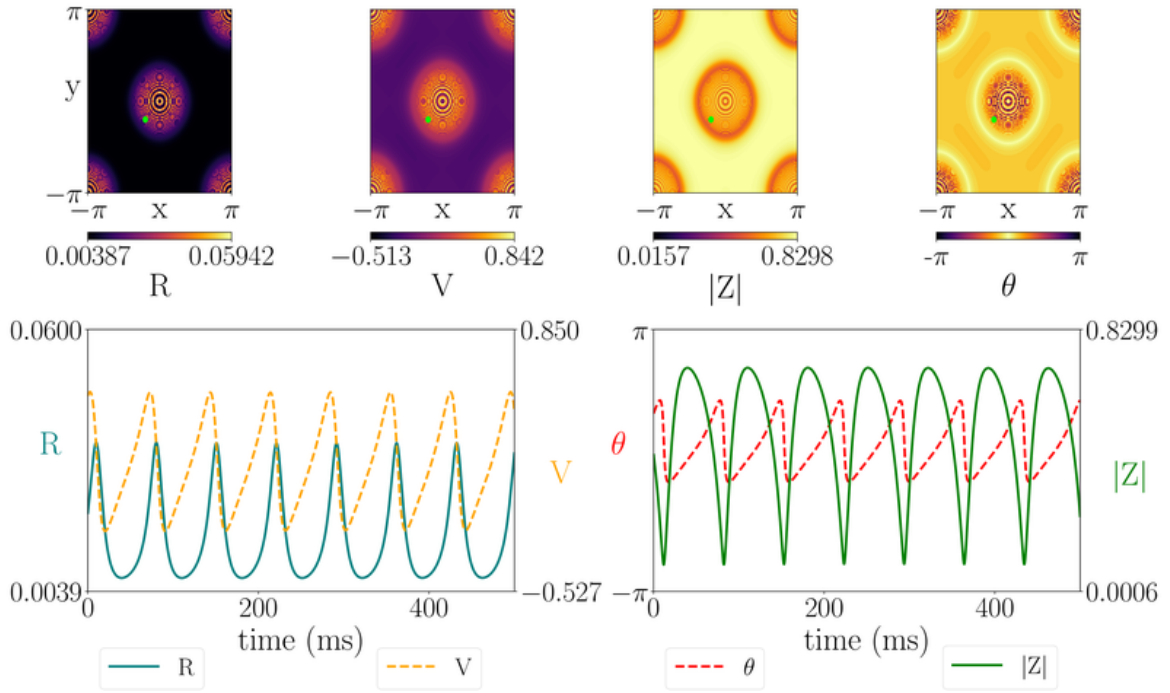 π
y
−π
−π x π −π x π −π x π −π x π
0.00387 0.05942 −0.513 0.842 0.0157 0.8298 -π π
R V |Z| θ
0.0600 0.850 π 0.8299
R V θ |Z|
0.0039 −0.527 −π 0.0006
0 200 400 0 200 400
time (ms) time (ms)
R V θ |Z|